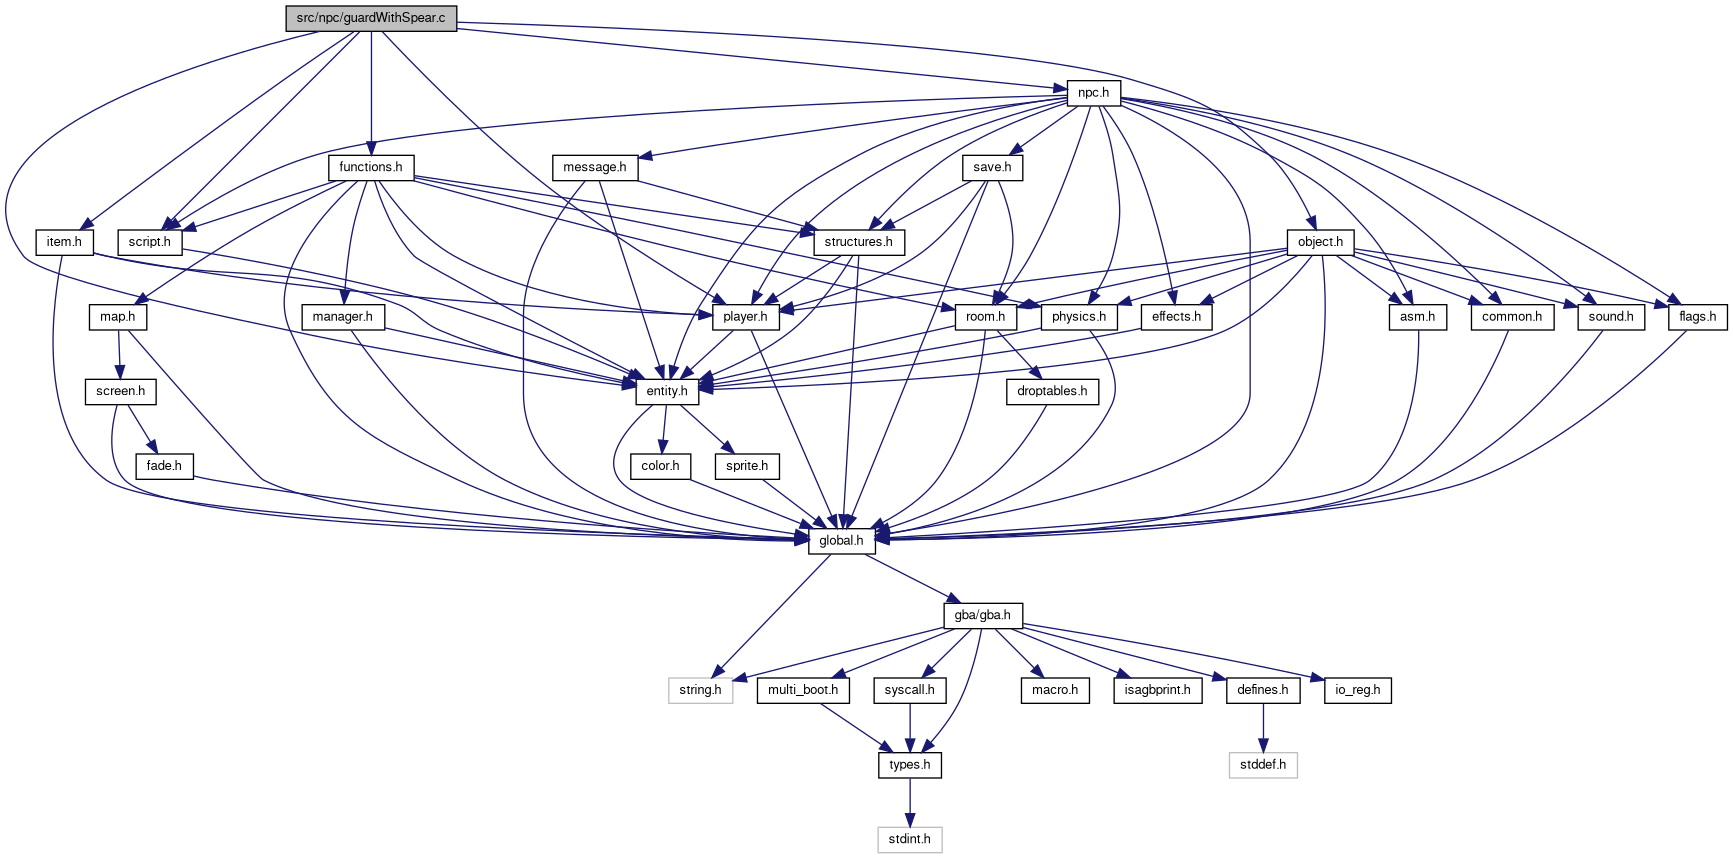 src/npc/guardWithSpear.c
npc.h
functions.h
message.h
save.h
item.h
script.h
structures.h
object.h
map.h
manager.h
player.h
room.h
physics.h
effects.h
asm.h
common.h
sound.h
flags.h
screen.h
entity.h
droptables.h
fade.h
color.h
sprite.h
global.h
gba/gba.h
string.h
multi_boot.h
syscall.h
macro.h
isagbprint.h
defines.h
io_reg.h
types.h
stddef.h
stdint.h